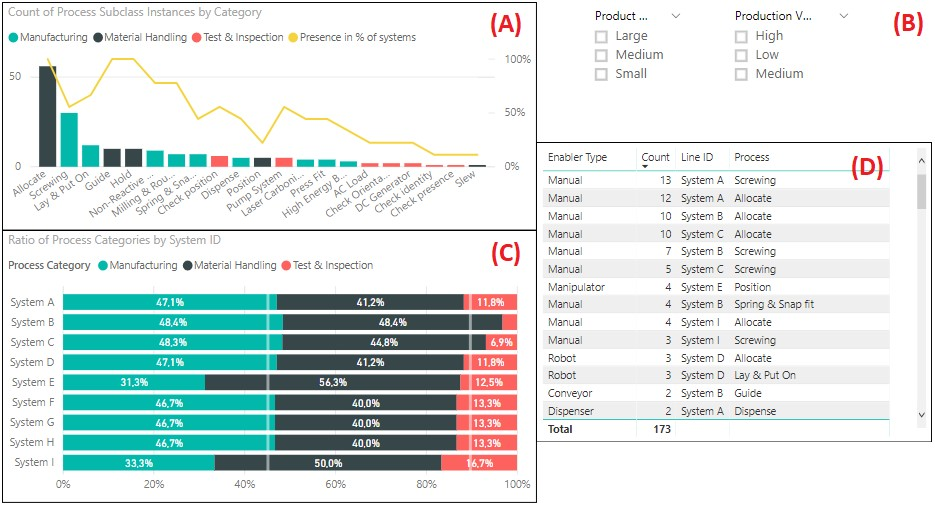 Count of Process Subclass Instances by Category
(A)
Manufacturing Material Handling Test & Inspection Presence in % of systems
50
0
100%
50%
0%
Allocate
Screwing
Lay & Put On
Guide
Hold
Non-Reactive ...
Milling & Rou...
Spring & Sna...
Check position
Dispense
Position
Pump System
Laser Carboni...
Press Fit
High Energy B...
AC Load
Check Orienta...
DC Generator
Check identity
Check presence
Slew
Product ... Production V...
(B)
Large High
Medium Low
Small Medium
Ratio of Process Categories by System ID
(C)
Process Category Manufacturing Material Handling Test & Inspection
System A 47,1% 41,2% 11,8%
System B 48,4% 48,4%
System C 48,3% 44,8% 6,9%
System D 47,1% 41,2% 11,8%
System E 31,3% 56,3% 12,5%
System F 46,7% 40,0% 13,3%
System G 46,7% 40,0% 13,3%
System H 46,7% 40,0% 13,3%
System I 33,3% 50,0% 16,7%
0% 20% 40% 60% 80% 100%
Enabler Type Count Line ID Process
(D)
Manual 13 System A Screwing
Manual 12 System A Allocate
Manual 10 System B Allocate
Manual 10 System C Allocate
Manual 7 System B Screwing
Manual 5 System C Screwing
Manipulator 4 System E Position
Manual 4 System B Spring & Snap fit
Manual 4 System I Allocate
Manual 3 System I Screwing
Robot 3 System D Allocate
Robot 3 System D Lay & Put On
Conveyor 2 System B Guide
Dispenser 2 System A Dispense
Total 173